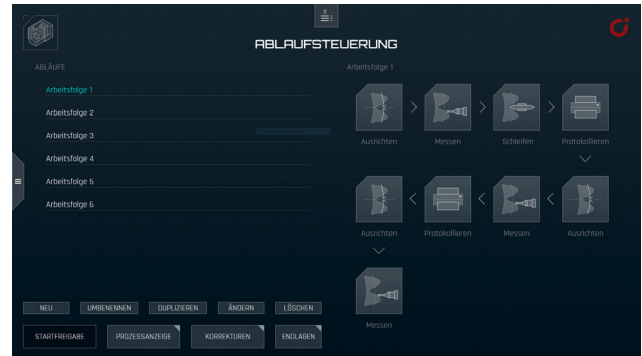 ABLAUFSTEUERUNG
ABLÄUFE
Arbeitsfolge 1
Arbeitsfolge 2
Arbeitsfolge 3
Arbeitsfolge 4
Arbeitsfolge 5
Arbeitsfolge 6
NEU
UMBENENNEN
DUPLIZIEREN
ÄNDERN
LÖSCHEN
STARTFREIGABE
PROZESSANZEIGE
KORREKTUREN
ENDLAGEN
Arbeitsfolge 1
Ausrichten
Messen
Schleifen
Protokollieren
Ausrichten
Protokollieren
Messen
Ausrichten
Messen